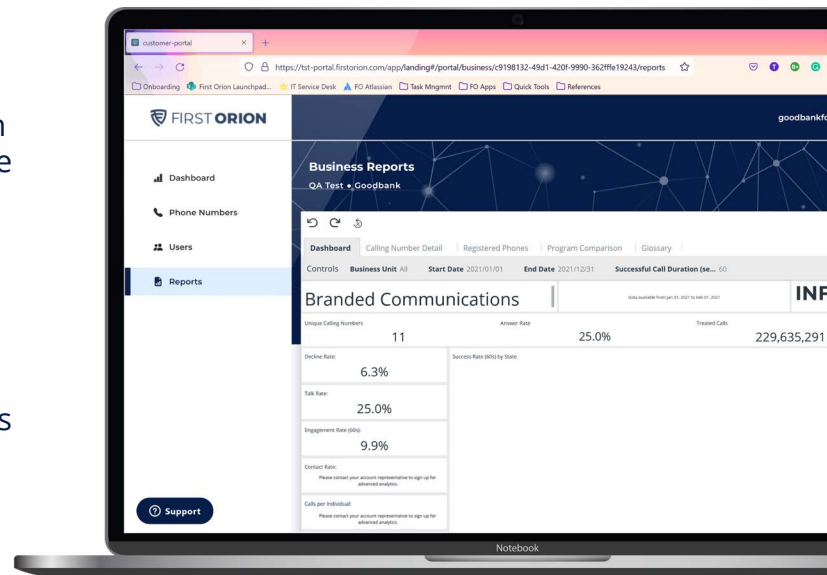 customer-portal × +
https://tst-portal.firstorion.com/app/landing#/portal/business/c9198132-49d1-420f-9990-362fffe19243/reports
Onboarding First Orion Launchpad... IT Service Desk FO Atlassian Task Mngmnt FO Apps Quick Tools References
FIRST ORION
goodbankfo
Dashboard
Phone Numbers
Users
Reports
Support
Business Reports
QA Test • Goodbank
Dashboard Calling Number Detail Registered Phones Program Comparison Glossary
Controls Business Unit All Start Date 2021/01/01 End Date 2021/12/31 Successful Call Duration (se... 60
Branded Communications
Data available from Jan 01, 2021 to Feb 01, 2021
INF
Unique Calling Numbers Answer Rate Treated Calls
11 25.0% 229,635,291
Decline Rate: Success Rate (60s) by State
6.3%
Talk Rate:
25.0%
Engagement Rate (60s):
9.9%
Contact Rate:
Please contact your account representative to sign up for
advanced analytics.
Calls per Individual:
Please contact your account representative to sign up for
advanced analytics.
Notebook